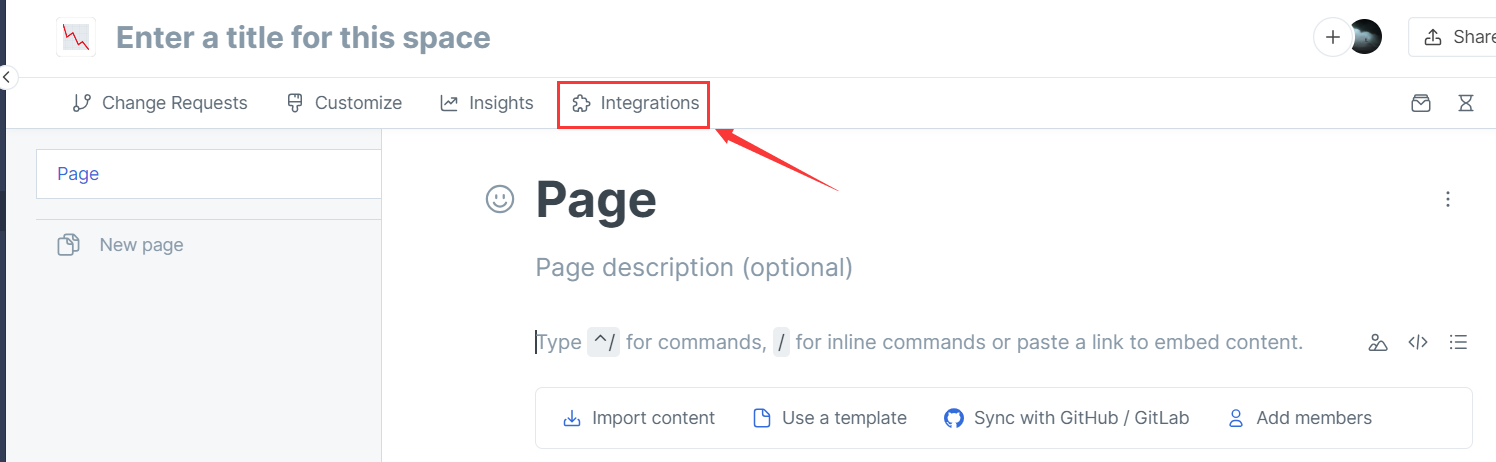 Enter a title for this space
Share
Change Requests Customize Insights Integrations
Page
New page
Page
Page description (optional)
Type ^/ for commands, / for inline commands or paste a link to embed content.
Import content Use a template Sync with GitHub / GitLab Add members